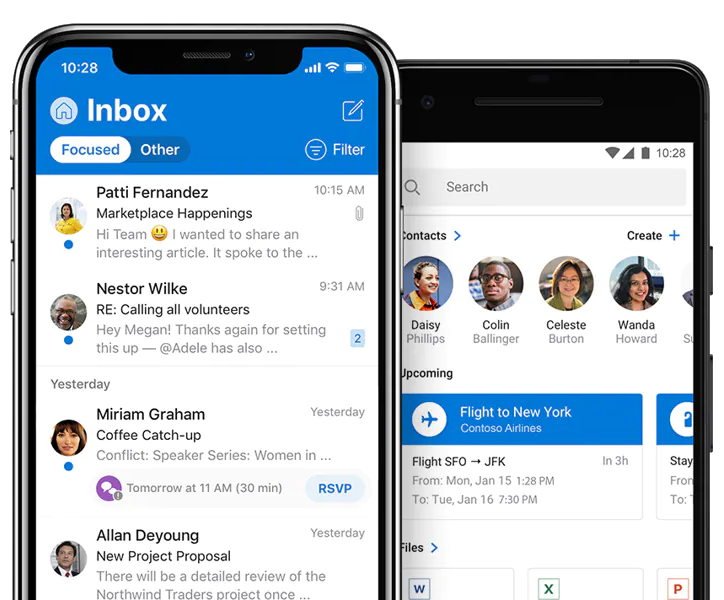 10:28
Inbox
Focused Other Filter
Patti Fernandez 10:15 AM
Marketplace Happenings
Hi Team 😃 I wanted to share an
interesting article. It spoke to the ...
Nestor Wilke 9:31 AM
RE: Calling all volunteers
Hey Megan! Thanks again for setting
this up — @Adele has also ... 2
Yesterday
Miriam Graham Yesterday
Coffee Catch-up
Conflict: Speaker Series: Women in ...
Tomorrow at 11 AM (30 min) RSVP
Allan Deyoung Yesterday
New Project Proposal
There will be a detailed review of the
Northwind Traders project once ...
10:28
Search
Contacts Create +
Daisy Colin Celeste Wanda
Phillips Ballinger Burton Howard Su
Upcoming
Flight to New York
Contoso Airlines
Flight SFO → JFK In 3h Stay
From: Mon, Jan 15 1:28 PM From
To: Tue, Jan 16 7:30 PM To: T
Files
W X P